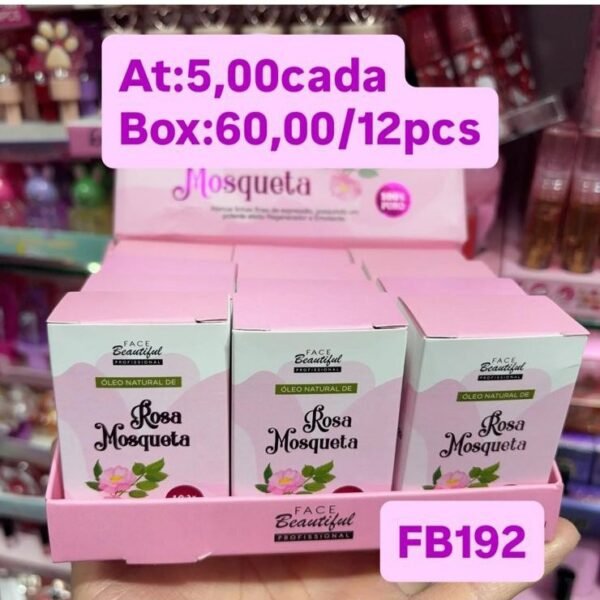 At:5,00cada
Box:60,00/12pcs
Mosqueta
100%
PURO
FACE
Beautiful
PROFISSIONAL
ÓLEO NATURAL DE
Rosa
Mosqueta
FACE
Beautiful
PROFISSIONAL
ÓLEO NATURAL DE
Rosa
Mosqueta
FACE
Beautiful
PROFISSIONAL
ÓLEO NATURAL DE
Rosa
Mosqueta
FACE
Beautiful
PROFISSIONAL
FB192